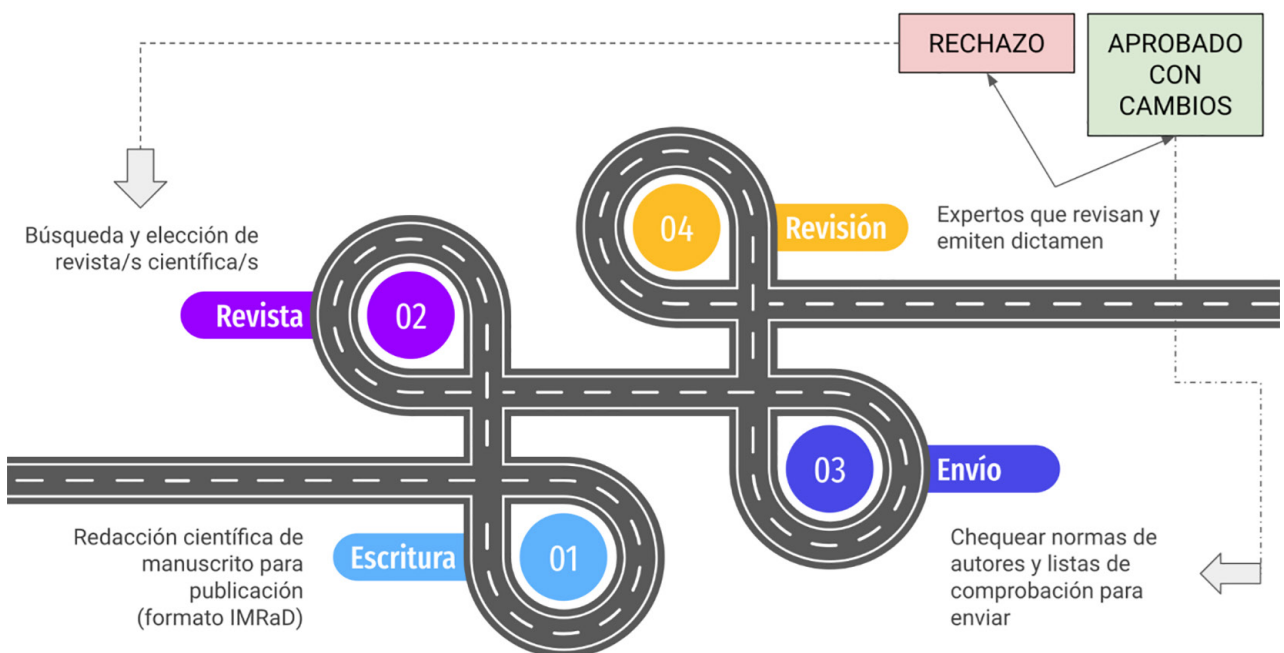 RECHAZO
APROBADO
CON
CAMBIOS
04
Revisión
Expertos que revisan y
emiten dictamen
Búsqueda y elección de
revista/s científica/s
Revista
02
03
Envío
Chequear normas de
autores y listas de
comprobación para
enviar
Redacción científica de
manuscrito para
publicación
(formato IMRaD)
Escritura
01